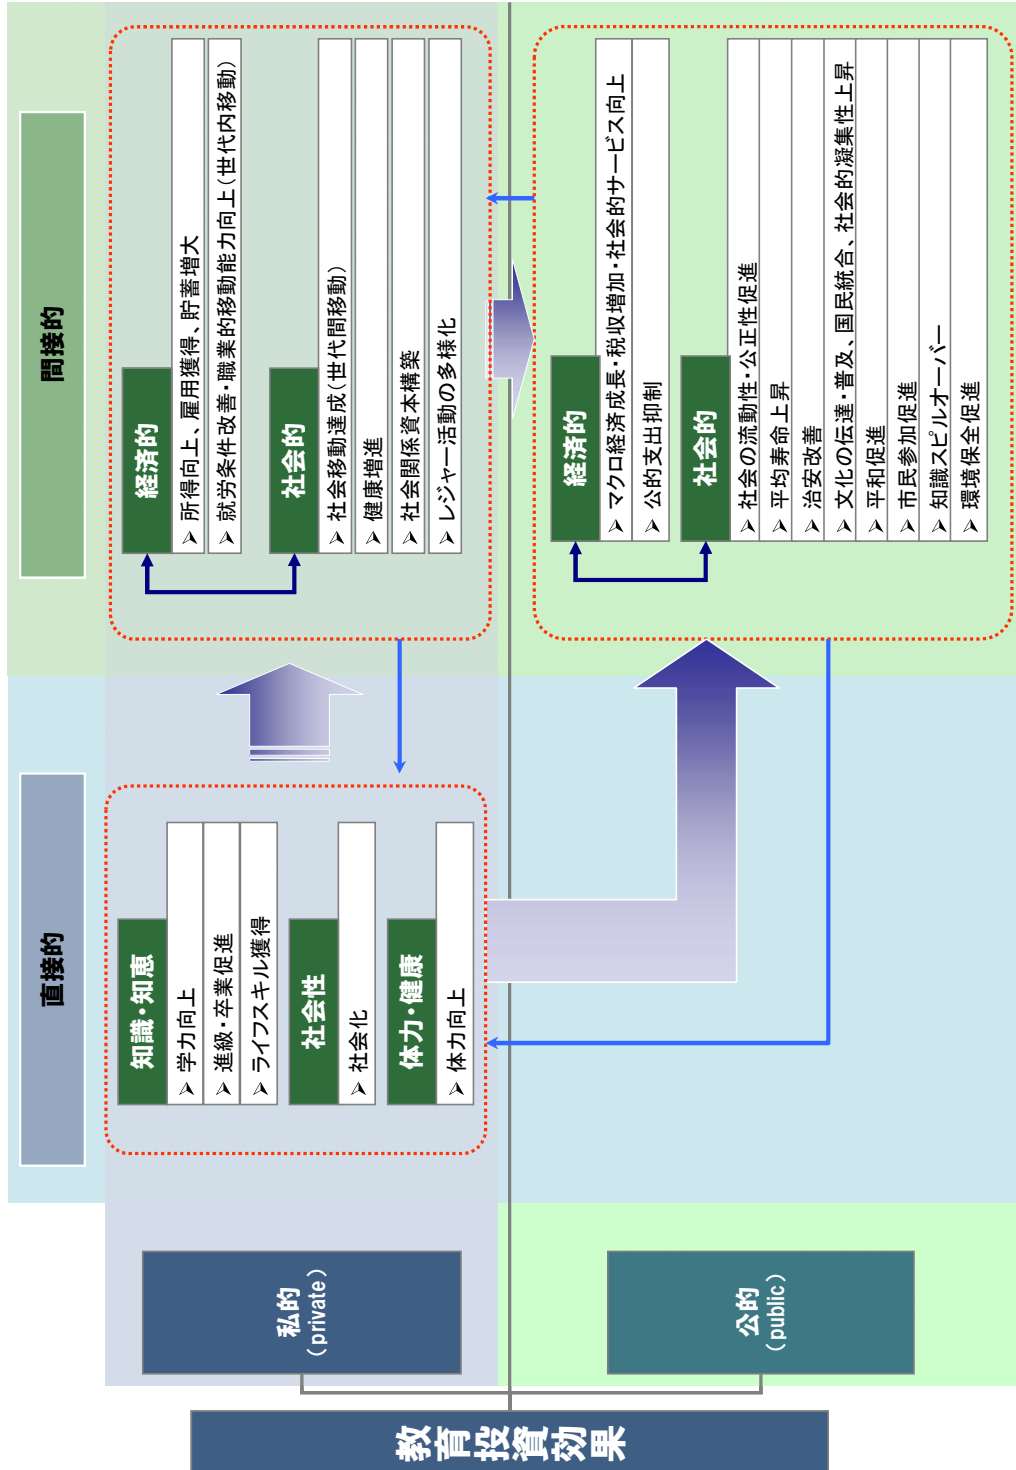 教育投資効果
直接的
間接的
私的
（private）
知識・知恵
➢ 学力向上
➢ 進級・卒業促進
➢ ライフスキル獲得
社会性
➢ 社会化
体力・健康
➢ 体力向上
経済的
➢ 所得向上、雇用獲得、貯蓄増大
➢ 就労条件改善・職業的移動能力向上（世代内移動）
社会的
➢ 社会移動達成（世代間移動）
➢ 健康増進
➢ 社会関係資本構築
➢ レジャー活動の多様化
公的
（public）
経済的
➢ マクロ経済成長・税収増加・社会的サービス向上
➢ 公的支出抑制
社会的
➢ 社会の流動性・公正性促進
➢ 平均寿命上昇
➢ 治安改善
➢ 文化の伝達・普及、国民統合、社会的凝集性上昇
➢ 平和促進
➢ 市民参加促進
➢ 知識スピルオーバー
➢ 環境保全促進